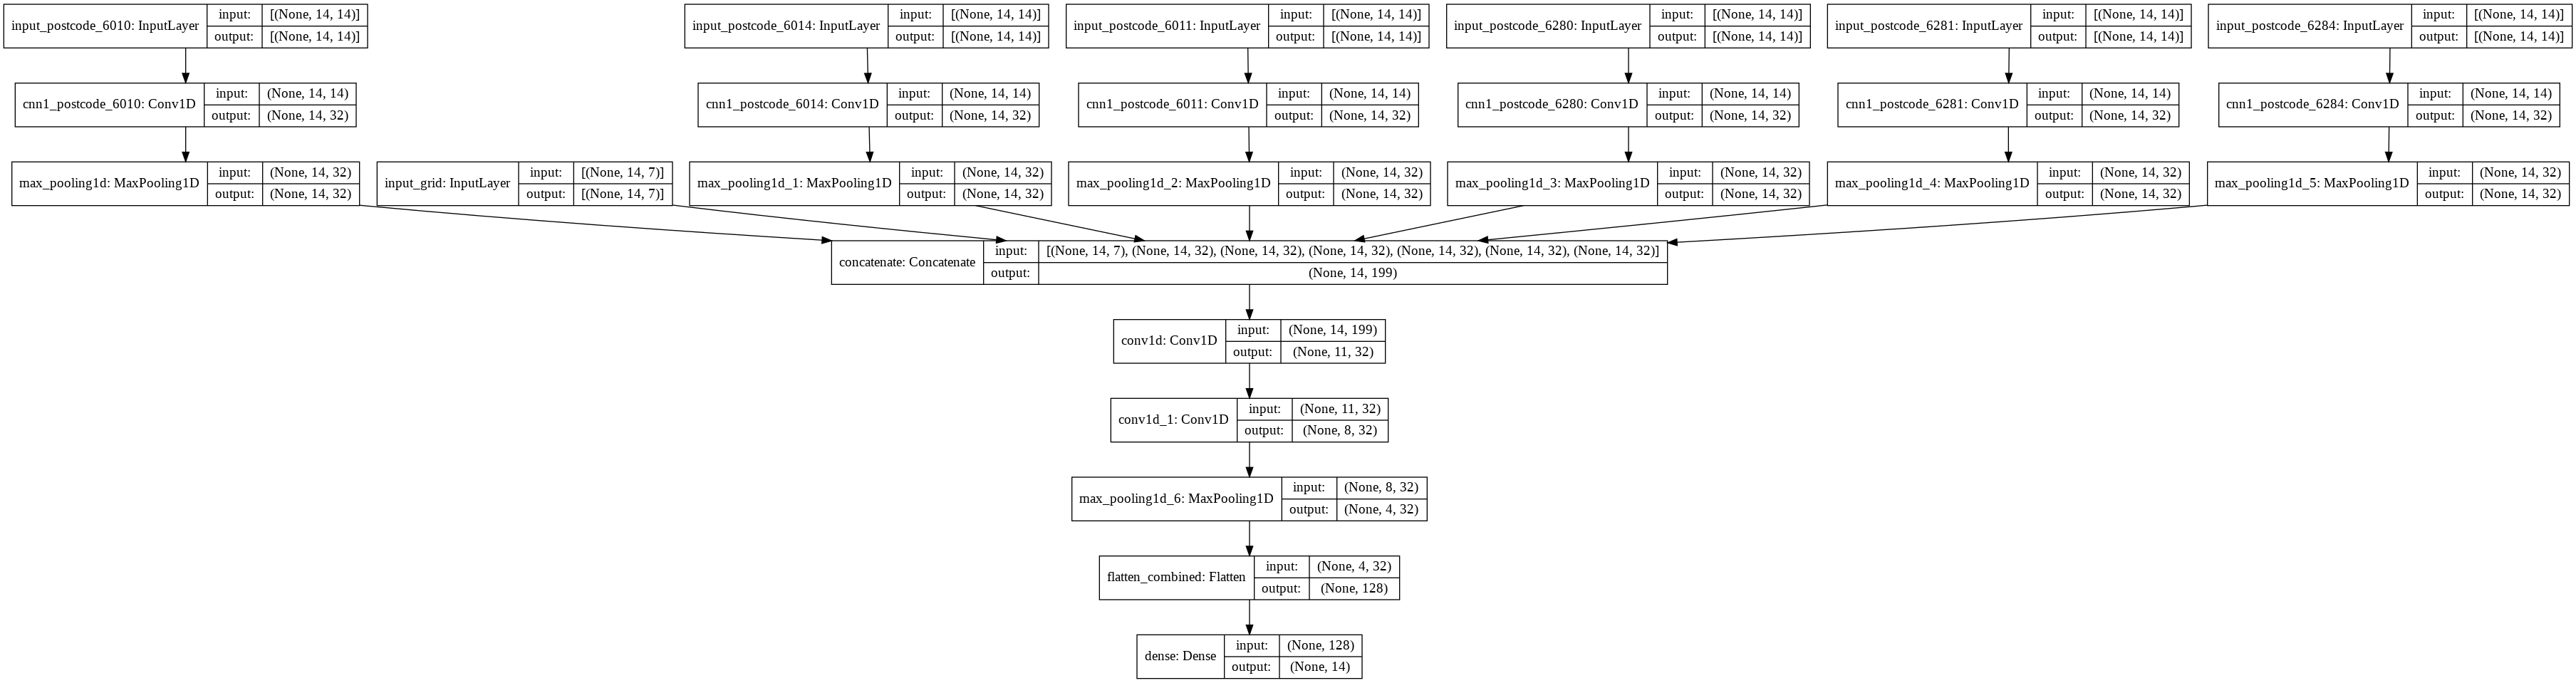 input_postcode_6010: InputLayer input: [(None, 14, 14)] output: [(None, 14, 14)]
input_postcode_6014: InputLayer input: [(None, 14, 14)] output: [(None, 14, 14)]
input_postcode_6011: InputLayer input: [(None, 14, 14)] output: [(None, 14, 14)]
input_postcode_6280: InputLayer input: [(None, 14, 14)] output: [(None, 14, 14)]
input_postcode_6281: InputLayer input: [(None, 14, 14)] output: [(None, 14, 14)]
input_postcode_6284: InputLayer input: [(None, 14, 14)] output: [(None, 14, 14)]
cnn1_postcode_6010: Conv1D input: (None, 14, 14) output: (None, 14, 32)
cnn1_postcode_6014: Conv1D input: (None, 14, 14) output: (None, 14, 32)
cnn1_postcode_6011: Conv1D input: (None, 14, 14) output: (None, 14, 32)
cnn1_postcode_6280: Conv1D input: (None, 14, 14) output: (None, 14, 32)
cnn1_postcode_6281: Conv1D input: (None, 14, 14) output: (None, 14, 32)
cnn1_postcode_6284: Conv1D input: (None, 14, 14) output: (None, 14, 32)
max_pooling1d: MaxPooling1D input: (None, 14, 32) output: (None, 14, 32)
input_grid: InputLayer input: [(None, 14, 7)] output: [(None, 14, 7)]
max_pooling1d_1: MaxPooling1D input: (None, 14, 32) output: (None, 14, 32)
max_pooling1d_2: MaxPooling1D input: (None, 14, 32) output: (None, 14, 32)
max_pooling1d_3: MaxPooling1D input: (None, 14, 32) output: (None, 14, 32)
max_pooling1d_4: MaxPooling1D input: (None, 14, 32) output: (None, 14, 32)
max_pooling1d_5: MaxPooling1D input: (None, 14, 32) output: (None, 14, 32)
concatenate: Concatenate input: [(None, 14, 7), (None, 14, 32), (None, 14, 32), (None, 14, 32), (None, 14, 32), (None, 14, 32), (None, 14, 32)] output: (None, 14, 199)
conv1d: Conv1D input: (None, 14, 199) output: (None, 11, 32)
conv1d_1: Conv1D input: (None, 11, 32) output: (None, 8, 32)
max_pooling1d_6: MaxPooling1D input: (None, 8, 32) output: (None, 4, 32)
flatten_combined: Flatten input: (None, 4, 32) output: (None, 128)
dense: Dense input: (None, 128) output: (None, 14)